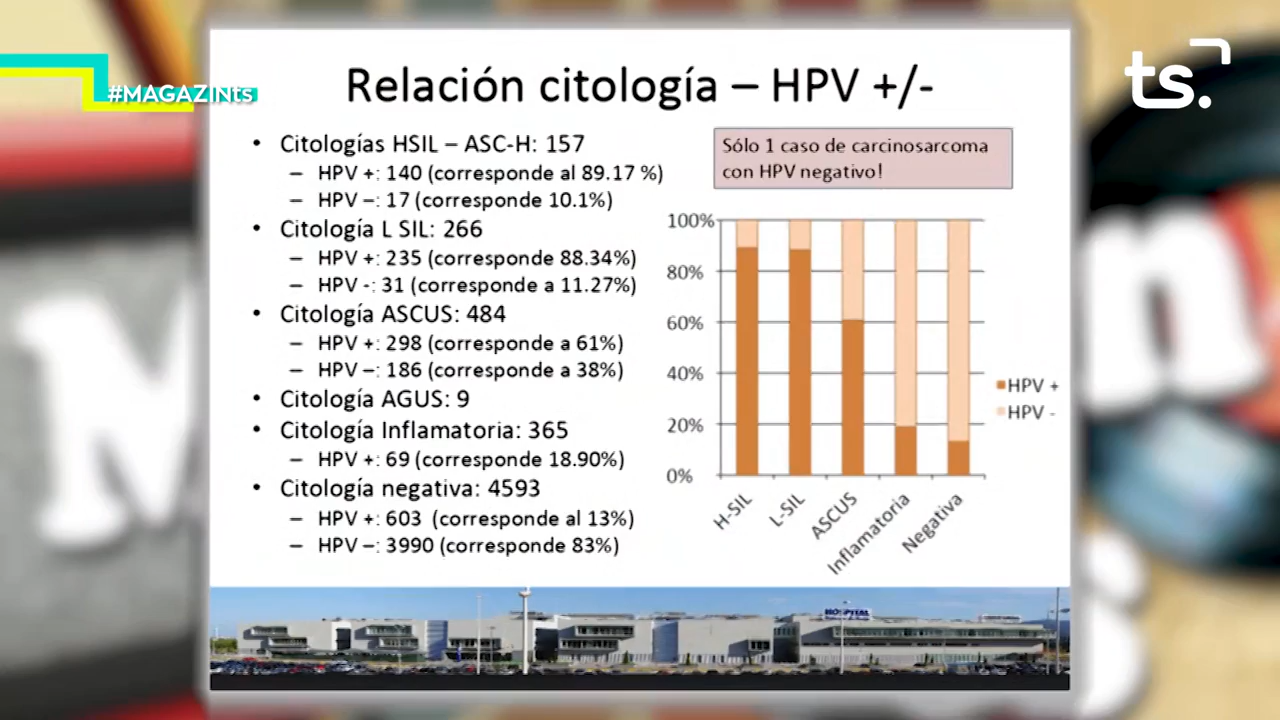 #MAGAZINts
ts.
Relación citología – HPV +/-
• Citologías HSIL – ASC-H: 157
– HPV +: 140 (corresponde al 89.17 %)
– HPV –: 17 (corresponde 10.1%)
• Citología L SIL: 266
– HPV +: 235 (corresponde 88.34%)
– HPV -: 31 (corresponde a 11.27%)
• Citología ASCUS: 484
– HPV +: 298 (corresponde a 61%)
– HPV –: 186 (corresponde a 38%)
• Citología AGUS: 9
• Citología Inflamatoria: 365
– HPV +: 69 (corresponde 18.90%)
• Citología negativa: 4593
– HPV +: 603 (corresponde al 13%)
– HPV –: 3990 (corresponde 83%)
Sólo 1 caso de carcinosarcoma
con HPV negativo!
100%
80%
60%
40%
20%
0%
H-SIL
L-SIL
ASCUS
Inflamatoria
Negativa
HPV +
HPV -
HOSPITAL